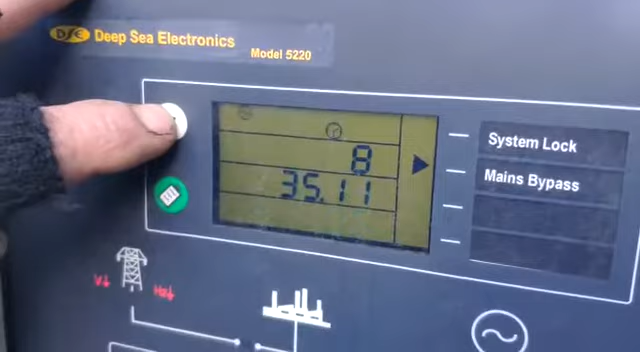 DSE Deep Sea Electronics
Model 5220
8
35.11
System Lock
Mains Bypass
V
Hz